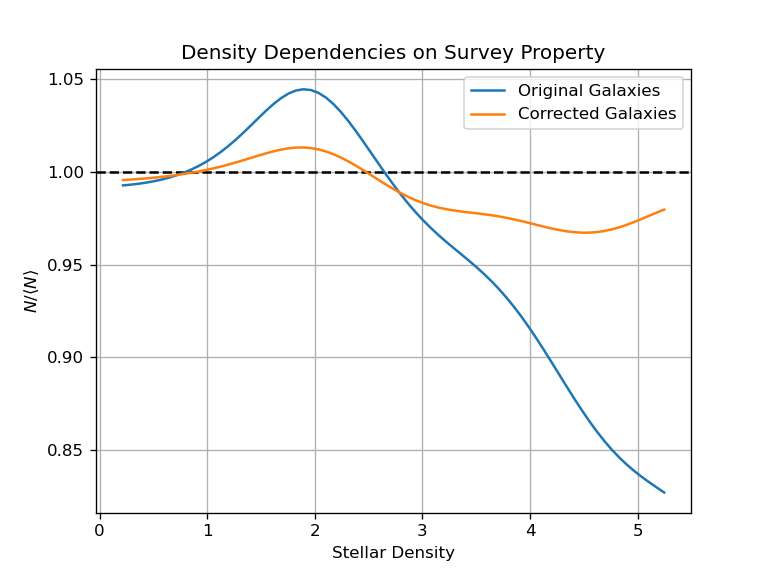 Density Dependencies on Survey Property
Original Galaxies
Corrected Galaxies
1.05
1.00
0.95
0.90
0.85
N/⟨N⟩
0
1
2
3
4
5
Stellar Density